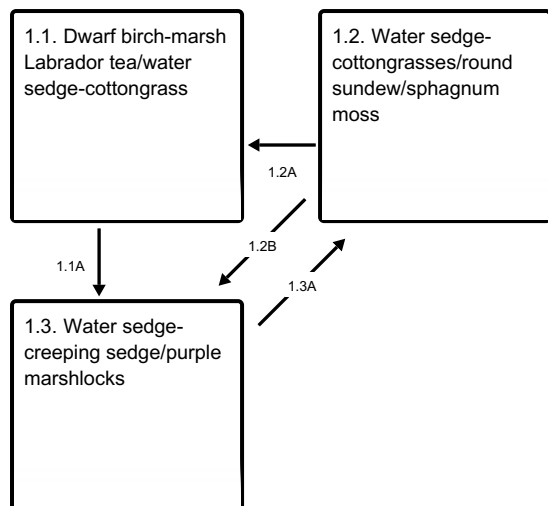 1.1. Dwarf birch-marsh
Labrador tea/water
sedge-cottongrass
1.2. Water sedge-
cottongrasses/round
sundew/sphagnum
moss
1.2A
1.2B
1.1A
1.3A
1.3. Water sedge-
creeping sedge/purple
marshlocks